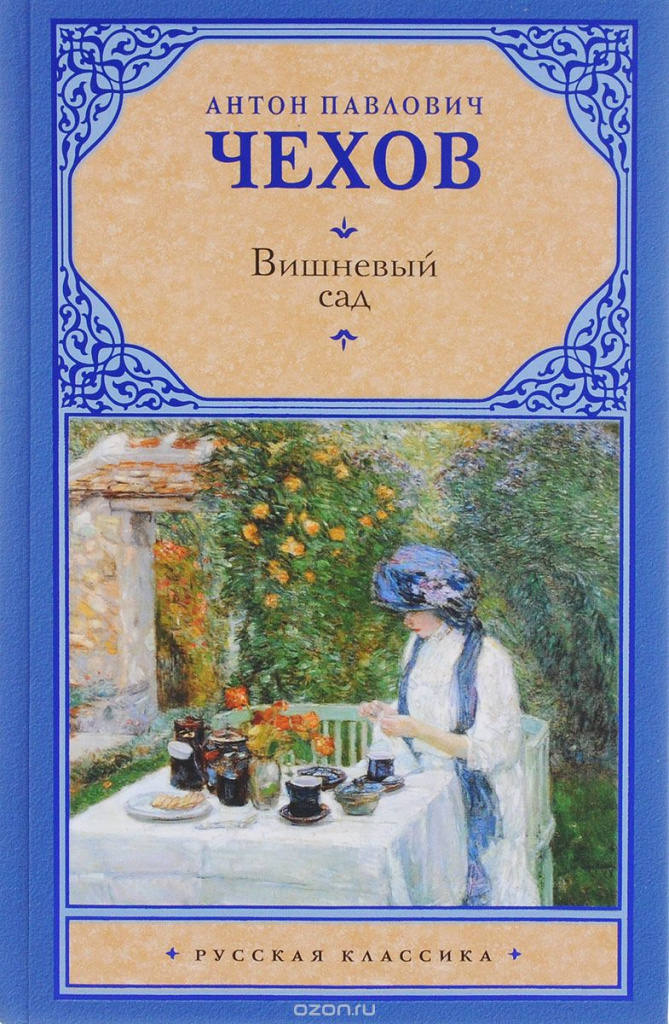 АНТОН ПАВЛОВИЧ
ЧЕХОВ
Вишневый
сад
РУССКАЯ КЛАССИКА
ozon.ru